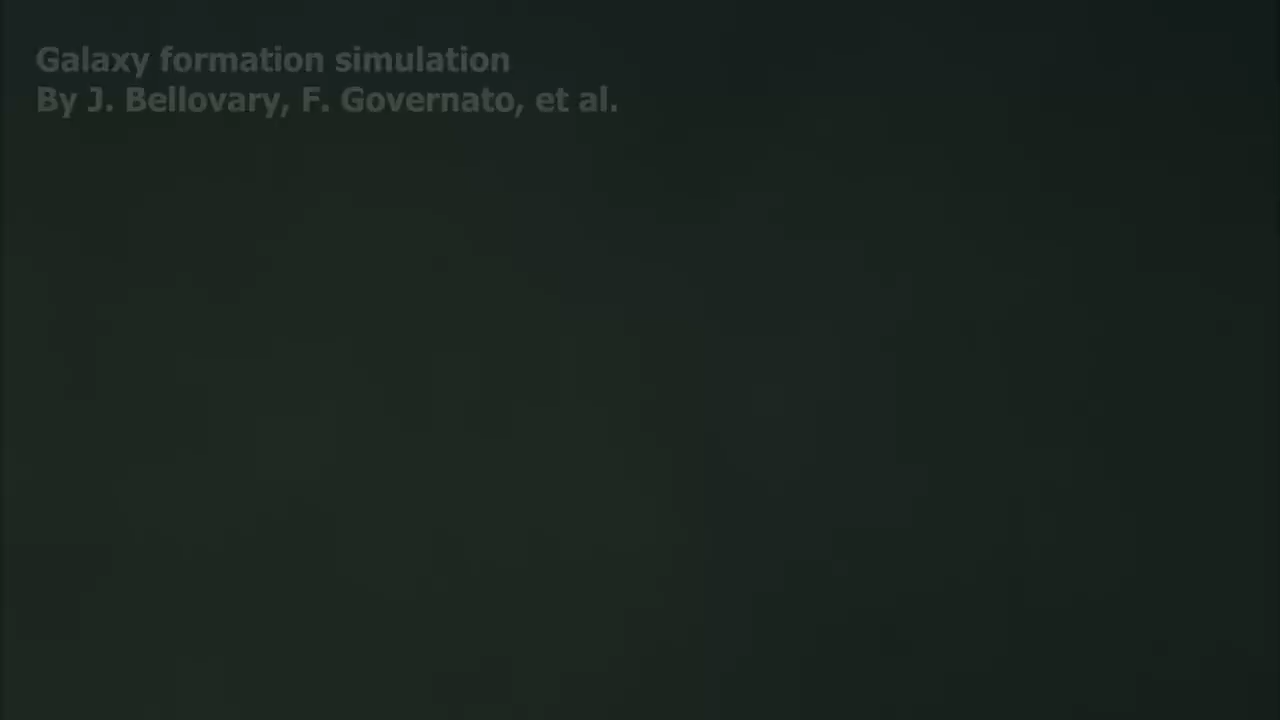 Galaxy formation simulation
By J. Bellovary, F. Governato, et al.